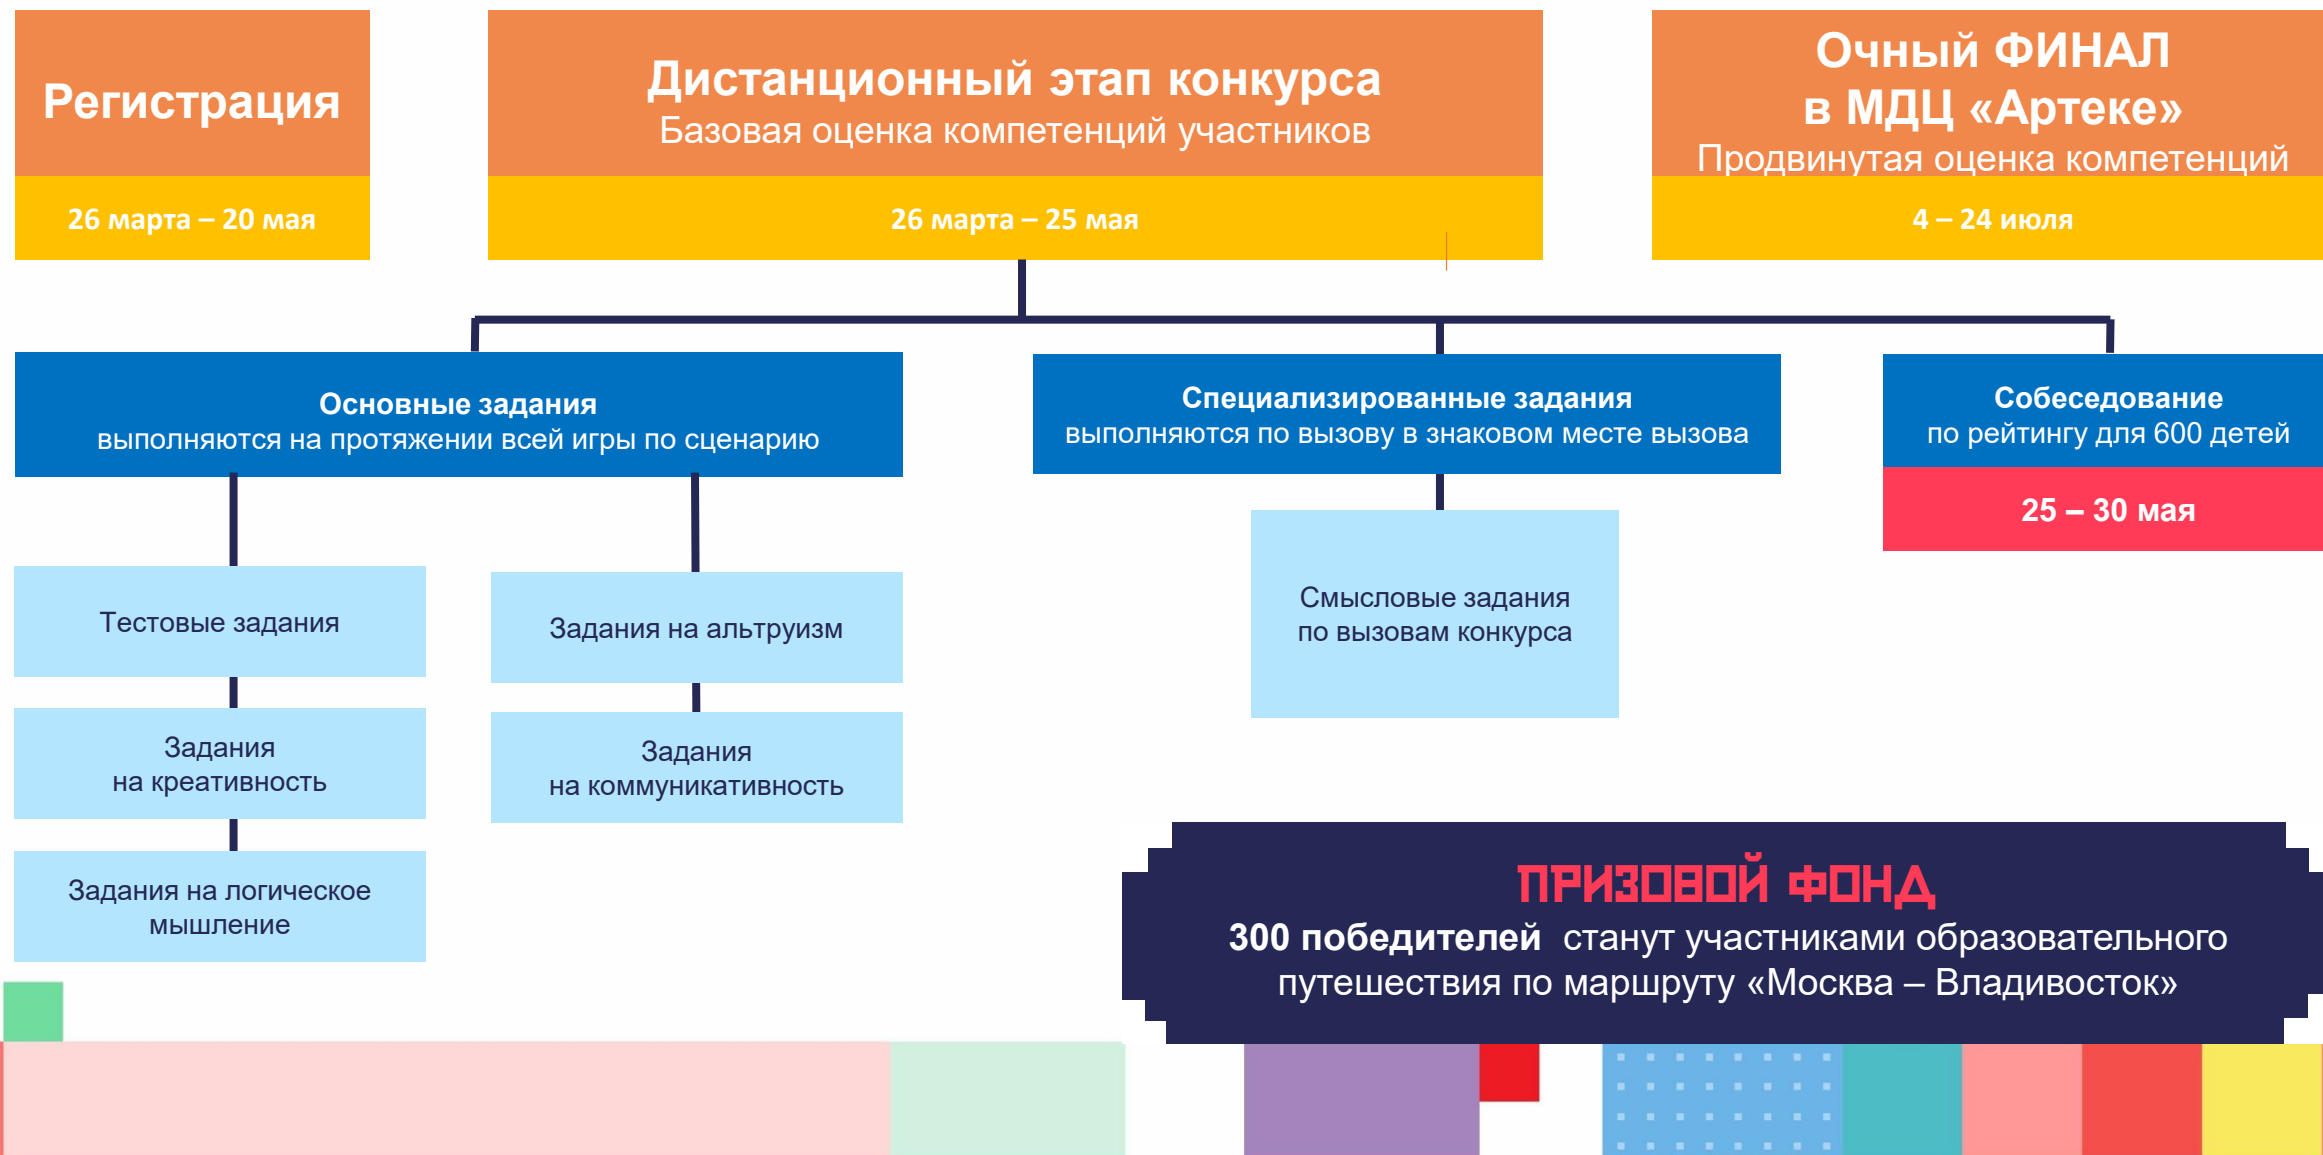 Регистрация
26 марта – 20 мая
Дистанционный этап конкурса
Базовая оценка компетенций участников
26 марта – 25 мая
Очный ФИНАЛ
в МДЦ «Артеке»
Продвинутая оценка компетенций
4 – 24 июля
Основные задания
выполняются на протяжении всей игры по сценарию
Специализированные задания
выполняются по вызову в знаковом месте вызова
Собеседование
по рейтингу для 600 детей
25 – 30 мая
Тестовые задания
Задания
на креативность
Задания на логическое
мышление
Задания на альтруизм
Задания
на коммуникативность
Смысловые задания
по вызовам конкурса
ПРИЗОВОЙ ФОНД
300 победителей станут участниками образовательного
путешествия по маршруту «Москва – Владивосток»